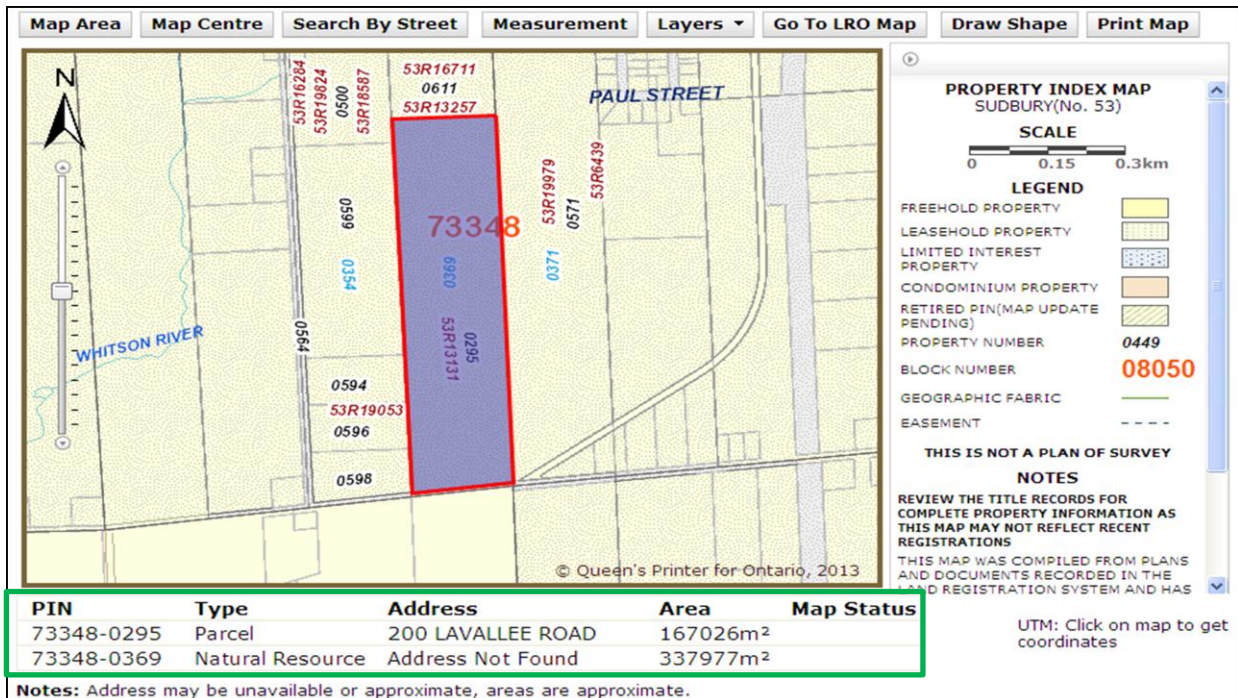 Map Area Map Centre Search By Street Measurement Layers Go To LRO Map Draw Shape Print Map
N
53R16284
53R19824
0500
53R18587
53R16711
0611
53R13257
PAUL STREET
53R19979
0571
53R6439
0599
0354
73348
0369
0371
0295
53R13131
WHITSON RIVER
0564
0594
53R19053
0596
0598
© Queen's Printer for Ontario, 2013
PROPERTY INDEX MAP
SUDBURY(No. 53)
SCALE
0 0.15 0.3km
LEGEND
FREEHOLD PROPERTY
LEASEHOLD PROPERTY
LIMITED INTEREST
PROPERTY
CONDOMINIUM PROPERTY
RETIRED PIN(MAP UPDATE
PENDING)
PROPERTY NUMBER 0449
BLOCK NUMBER 08050
GEOGRAPHIC FABRIC
EASEMENT
THIS IS NOT A PLAN OF SURVEY
NOTES
REVIEW THE TITLE RECORDS FOR
COMPLETE PROPERTY INFORMATION AS
THIS MAP MAY NOT REFLECT RECENT
REGISTRATIONS
THIS MAP WAS COMPILED FROM PLANS
AND DOCUMENTS RECORDED IN THE
LAND REGISTRATION SYSTEM AND HAS
PIN Type Address Area Map Status
73348-0295 Parcel 200 LAVALLEE ROAD 167026m²
73348-0369 Natural Resource Address Not Found 337977m²
UTM: Click on map to get
coordinates
Notes: Address may be unavailable or approximate, areas are approximate.